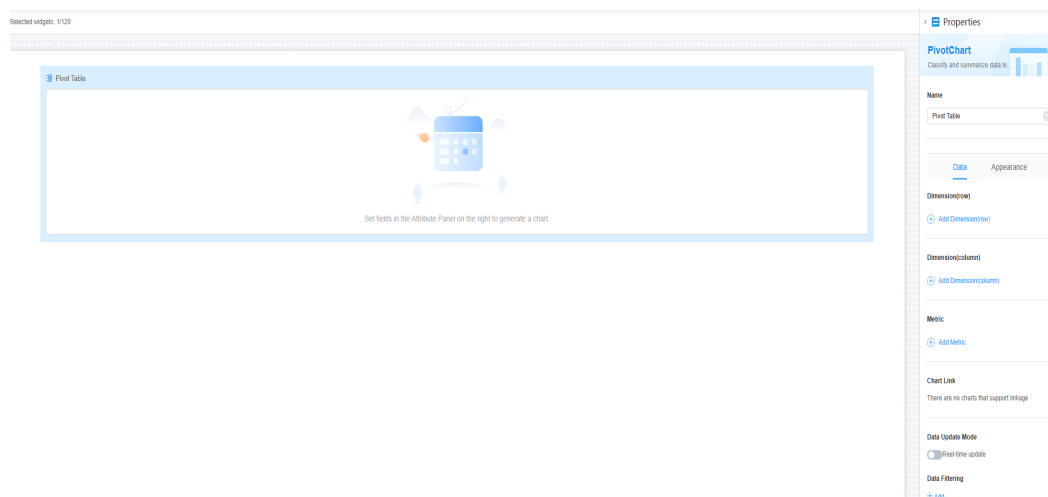 Selected widgets: 1/120
Properties
PivotChart
Classify and summarize data in...
Pivot Table
Name
Pivot Table
Data Appearance
Dimension(row)
Add Dimension(row)
Set fields in the Attribute Panel on the right to generate a chart.
Dimension(column)
Add Dimension(column)
Metric
Add Metric
Chart Link
There are no charts that support linkage
Data Update Mode
Real-time update
Data Filtering
Add